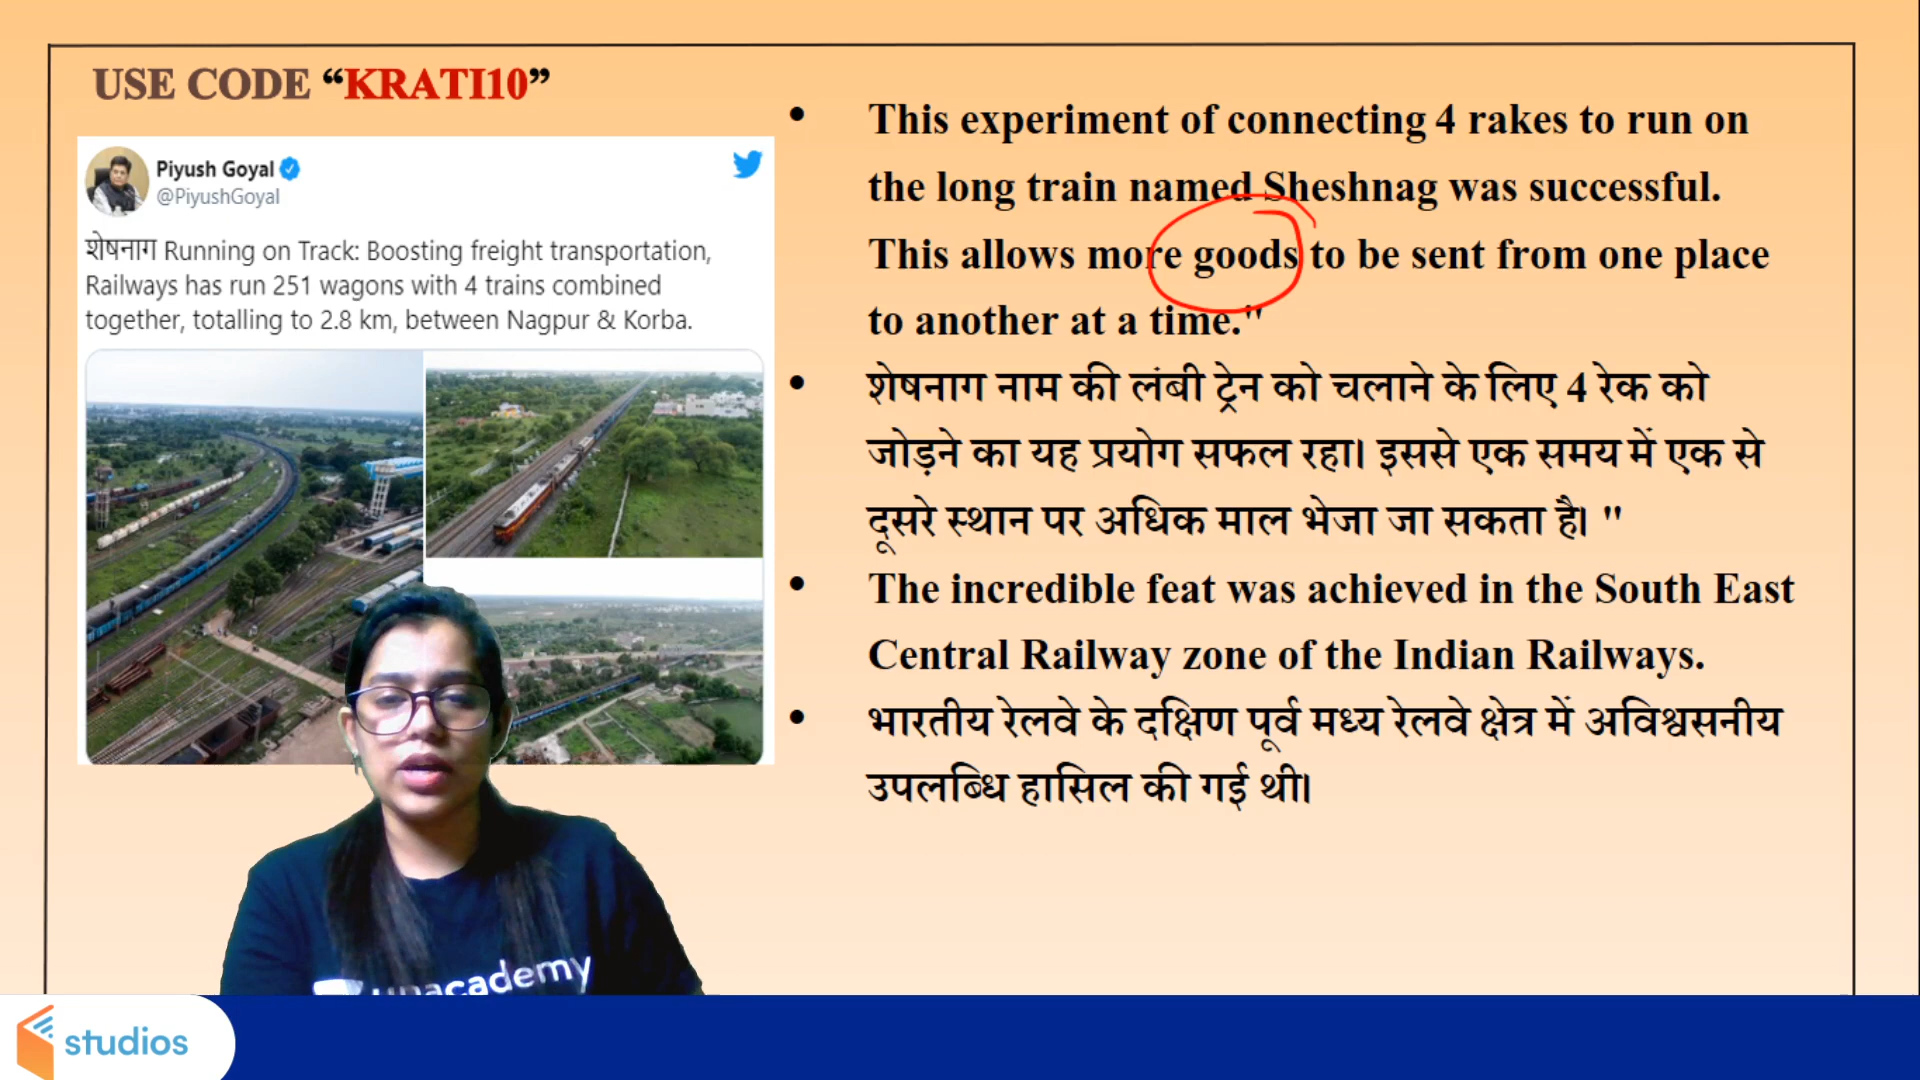 USE CODE “KRATI10”
Piyush Goyal
@PiyushGoyal
शेषनाग Running on Track: Boosting freight transportation,
Railways has run 251 wagons with 4 trains combined
together, totalling to 2.8 km, between Nagpur & Korba.
• This experiment of connecting 4 rakes to run on
the long train named Sheshnag was successful.
This allows more goods to be sent from one place
to another at a time."
• शेषनाग नाम की लंबी ट्रेन को चलाने के लिए 4 रेक को
जोड़ने का यह प्रयोग सफल रहा। इससे एक समय में एक से
दूसरे स्थान पर अधिक माल भेजा जा सकता है। "
• The incredible feat was achieved in the South East
Central Railway zone of the Indian Railways.
• भारतीय रेलवे के दक्षिण पूर्व मध्य रेलवे क्षेत्र में अविश्वसनीय
उपलब्धि हासिल की गई थी।
unacademy
studios